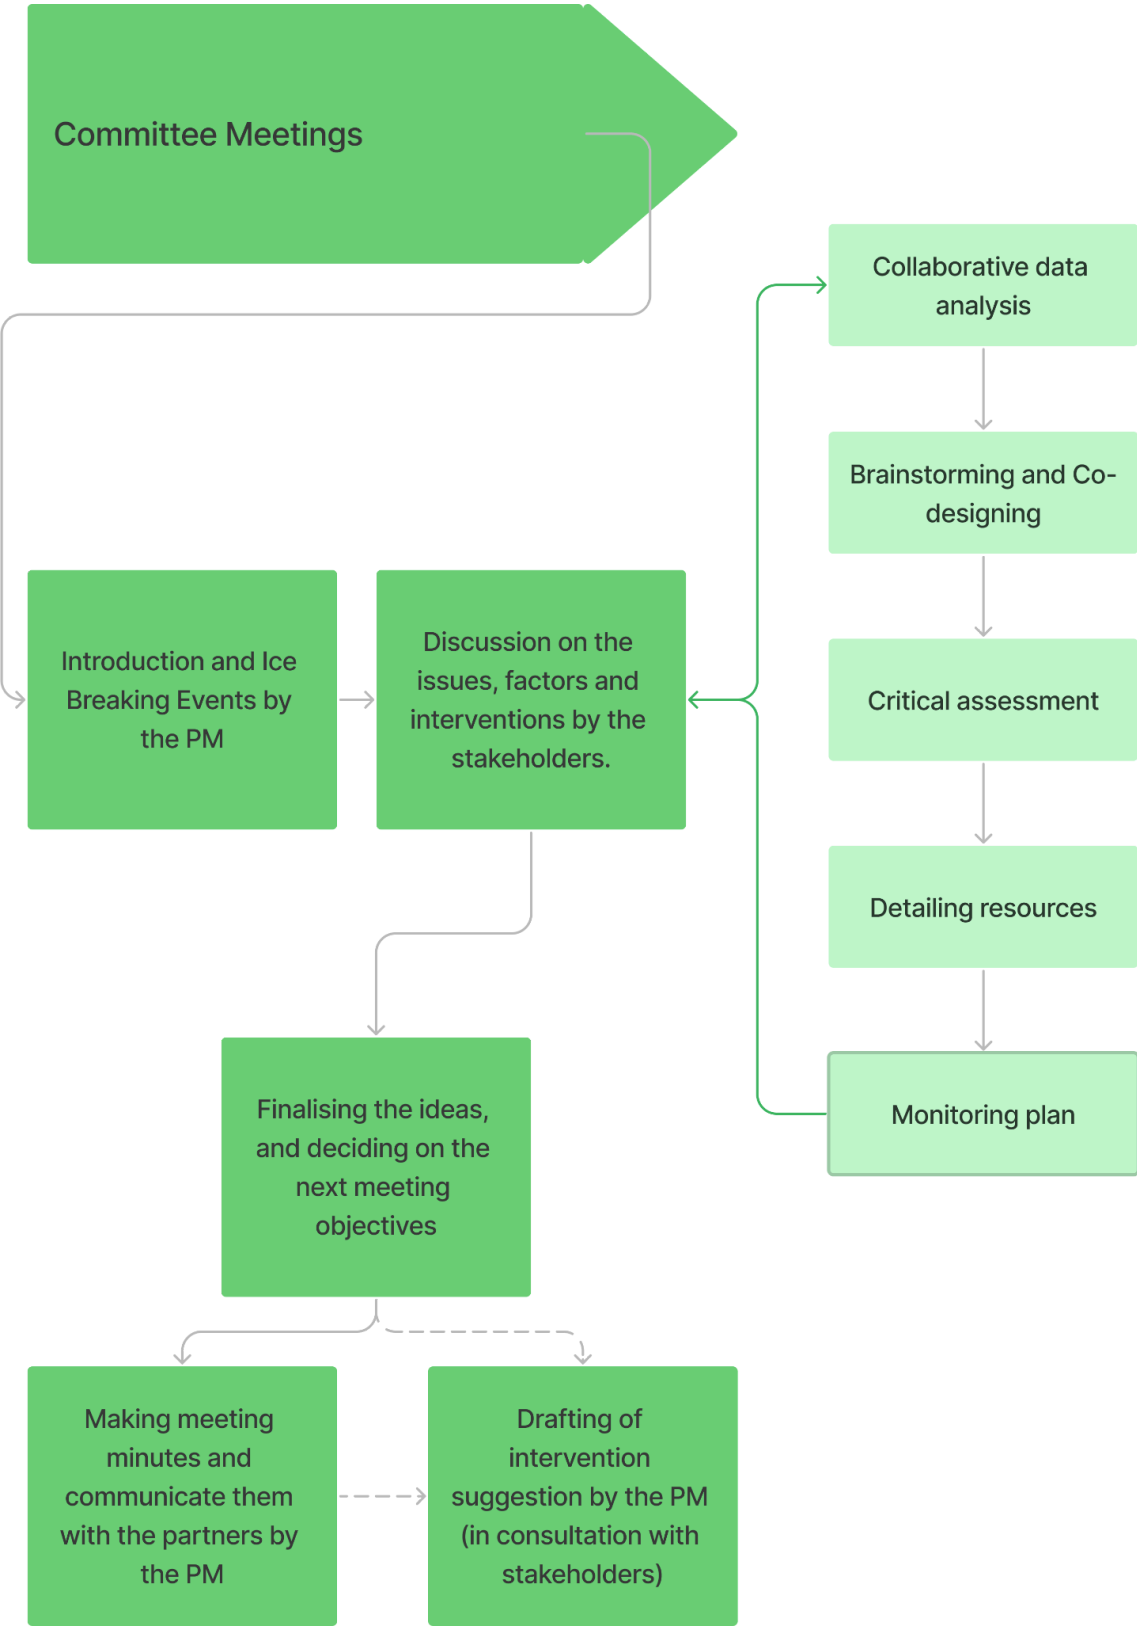 Committee Meetings
Collaborative data
analysis
Brainstorming and Co-
designing
Introduction and Ice
Breaking Events by
the PM
Discussion on the
issues, factors and
interventions by the
stakeholders.
Critical assessment
Detailing resources
Monitoring plan
Finalising the ideas,
and deciding on the
next meeting
objectives
Making meeting
minutes and
communicate them
with the partners by
the PM
Drafting of
intervention
suggestion by the PM
(in consultation with
stakeholders)